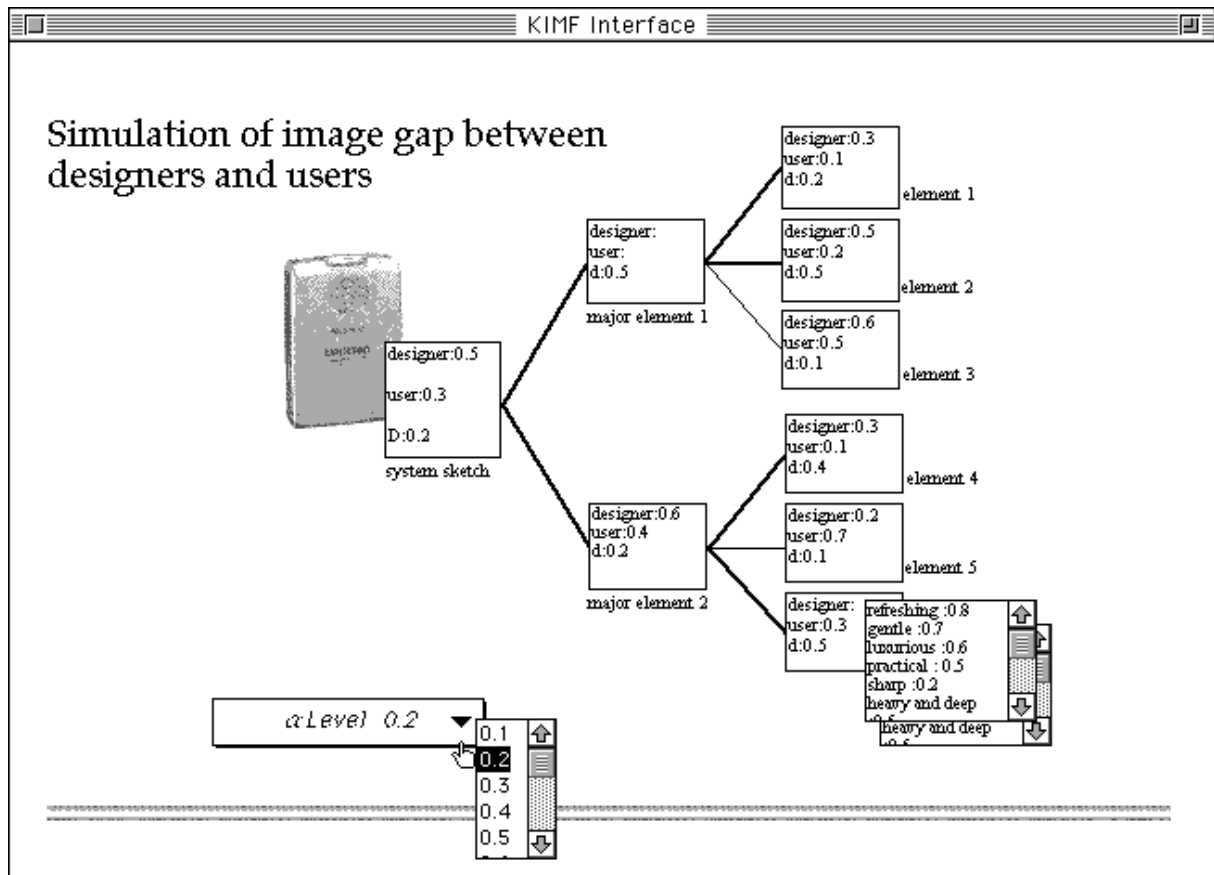 KIMF Interface
Simulation of image gap between
designers and users
designer:0.3
user:0.1
d:0.2
element 1
designer:
user:
d:0.5
major element 1
designer:0.5
user:0.2
d:0.5
element 2
designer:0.6
user:0.5
d:0.1
element 3
designer:0.5
user:0.3
D:0.2
system sketch
designer:0.3
user:0.1
d:0.4
element 4
designer:0.6
user:0.4
d:0.2
major element 2
designer:0.2
user:0.7
d:0.1
element 5
designer:
user:0.3
d:0.5
refreshing :0.8
gentle :0.7
luxurious :0.6
practical : 0.5
sharp :0.2
heavy and deep
heavy and deep
α Level 0.2
0.1
0.2
0.3
0.4
0.5